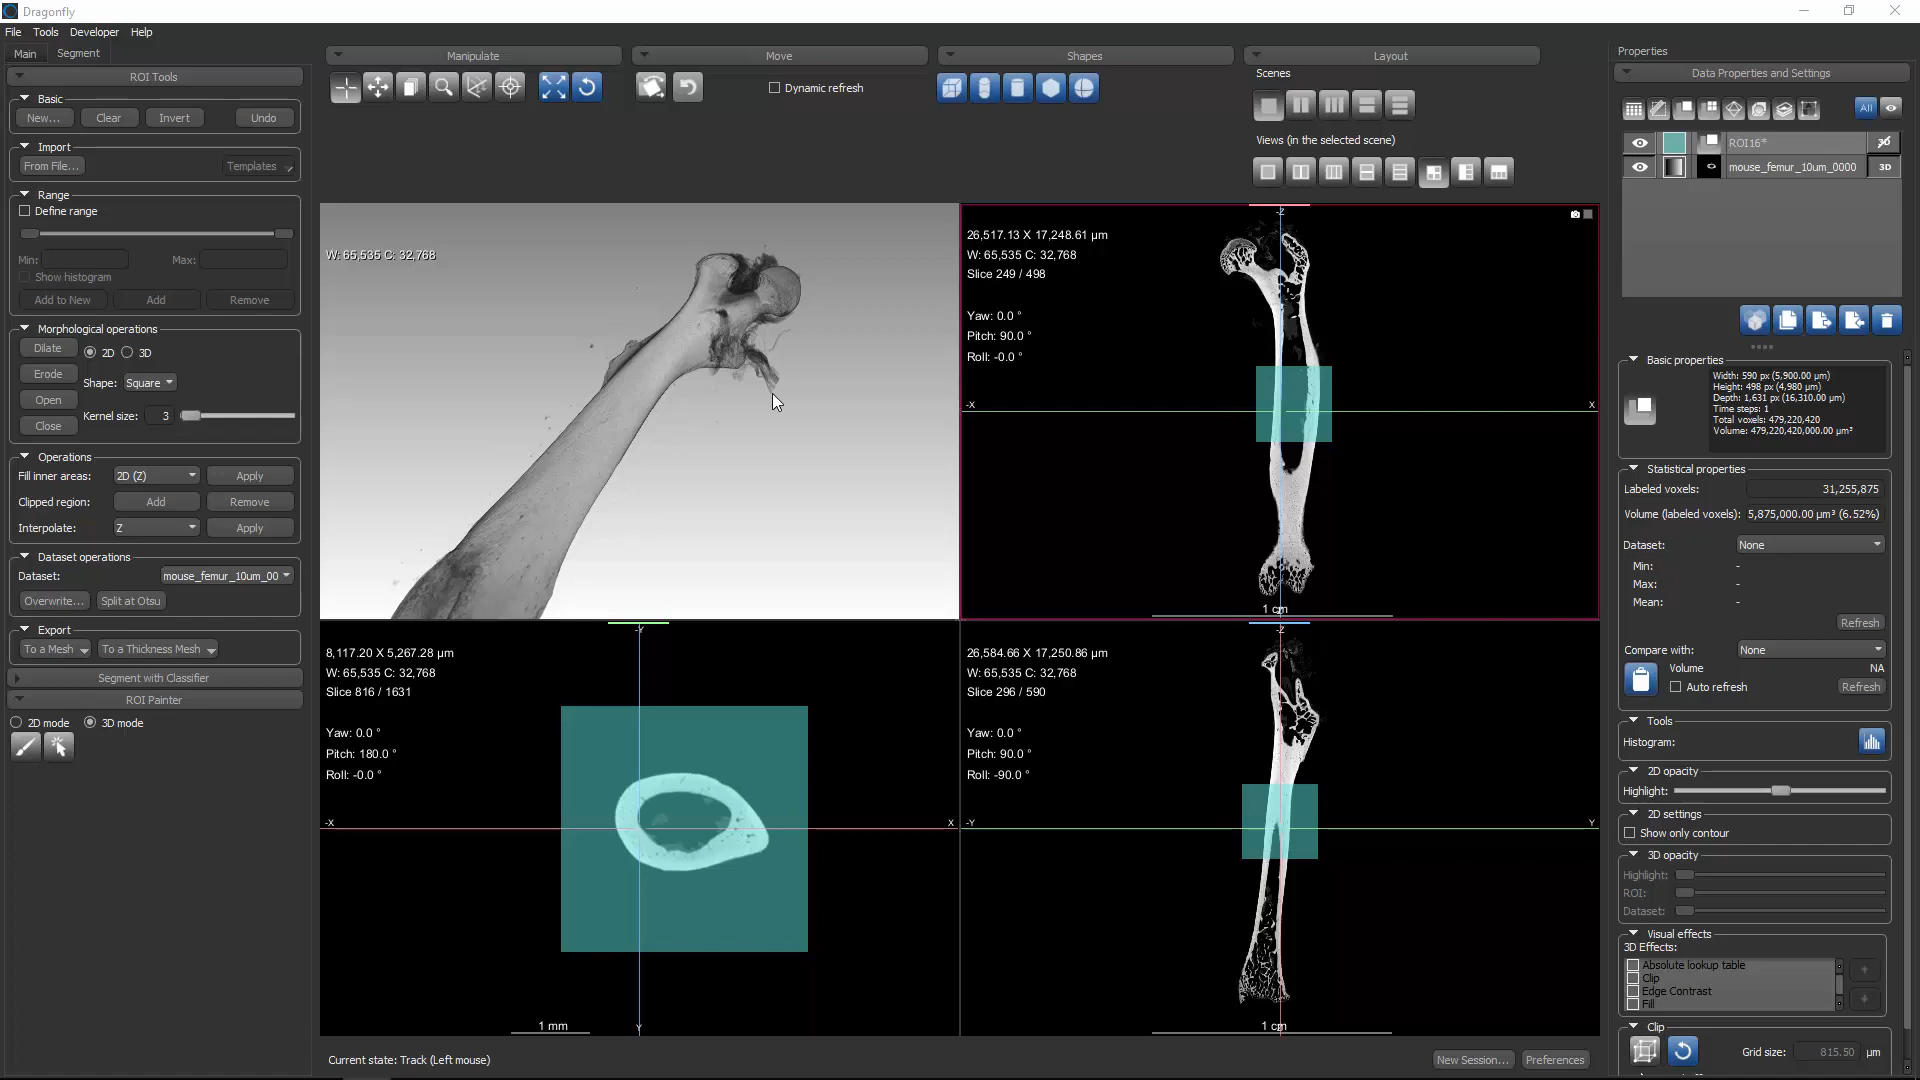 Dragonfly
File Tools Developer Help
Main Segment
ROI Tools
Basic
New... Clear Invert Undo
Import
From File... Templates
Range
Define range
Min: Max:
Show histogram
Add to New Add Remove
Morphological operations
Dilate 2D 3D
Erode
Shape: Square
Open
Kernel size: 3
Close
Operations
Fill inner areas: 2D (Z) Apply
Clipped region: Add Remove
Interpolate: Z Apply
Dataset operations
Dataset: mouse_femur_10um_00
Overwrite... Split at Otsu
Export
To a Mesh To a Thickness Mesh
Segment with Classifier
ROI Painter
2D mode 3D mode
Manipulate
Move
Dynamic refresh
Shapes
Layout
Scenes
Views (in the selected scene)
W: 65,535 C: 32,768
-Z
26,517.13 X 17,248.61 µm
W: 65,535 C: 32,768
Slice 249 / 498
Yaw: 0.0 °
Pitch: 90.0 °
Roll: -0.0 °
-X X
1 cm
-Y
8,117.20 X 5,267.28 µm
W: 65,535 C: 32,768
Slice 816 / 1631
Yaw: 0.0 °
Pitch: 180.0 °
Roll: -0.0 °
-X X
1 mm
Y
-Z
26,584.66 X 17,250.86 µm
W: 65,535 C: 32,768
Slice 296 / 590
Yaw: 0.0 °
Pitch: 90.0 °
Roll: -90.0 °
-Y Y
1 cm
Current state: Track (Left mouse)
New Session... Preferences
Properties
Data Properties and Settings
All
ROI16*
mouse_femur_10um_0000 3D
Basic properties
Width: 590 px (5,900.00 µm)
Height: 498 px (4,980 µm)
Depth: 1,631 px (16,310.00 µm)
Time steps: 1
Total voxels: 479,220,420
Volume: 479,220,420,000.00 µm³
Statistical properties
Labeled voxels: 31,255,875
Volume (labeled voxels): 5,875,000.00 µm³ (6.52%)
Dataset: None
Min: -
Max: -
Mean: -
Refresh
Compare with: None
Volume NA
Auto refresh Refresh
Tools
Histogram:
2D opacity
Highlight:
2D settings
Show only contour
3D opacity
Highlight:
ROI:
Dataset:
Visual effects
3D Effects:
Absolute lookup table
Clip
Edge Contrast
Fill
Clip
Grid size: 815.50 µm